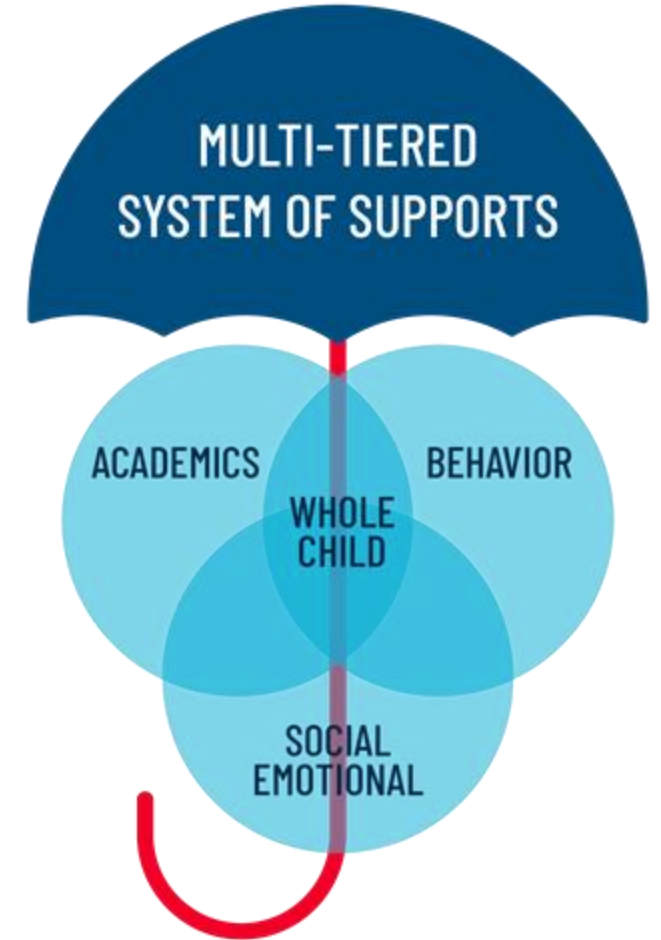 MULTI-TIERED
SYSTEM OF SUPPORTS
ACADEMICS
BEHAVIOR
WHOLE
CHILD
SOCIAL
EMOTIONAL